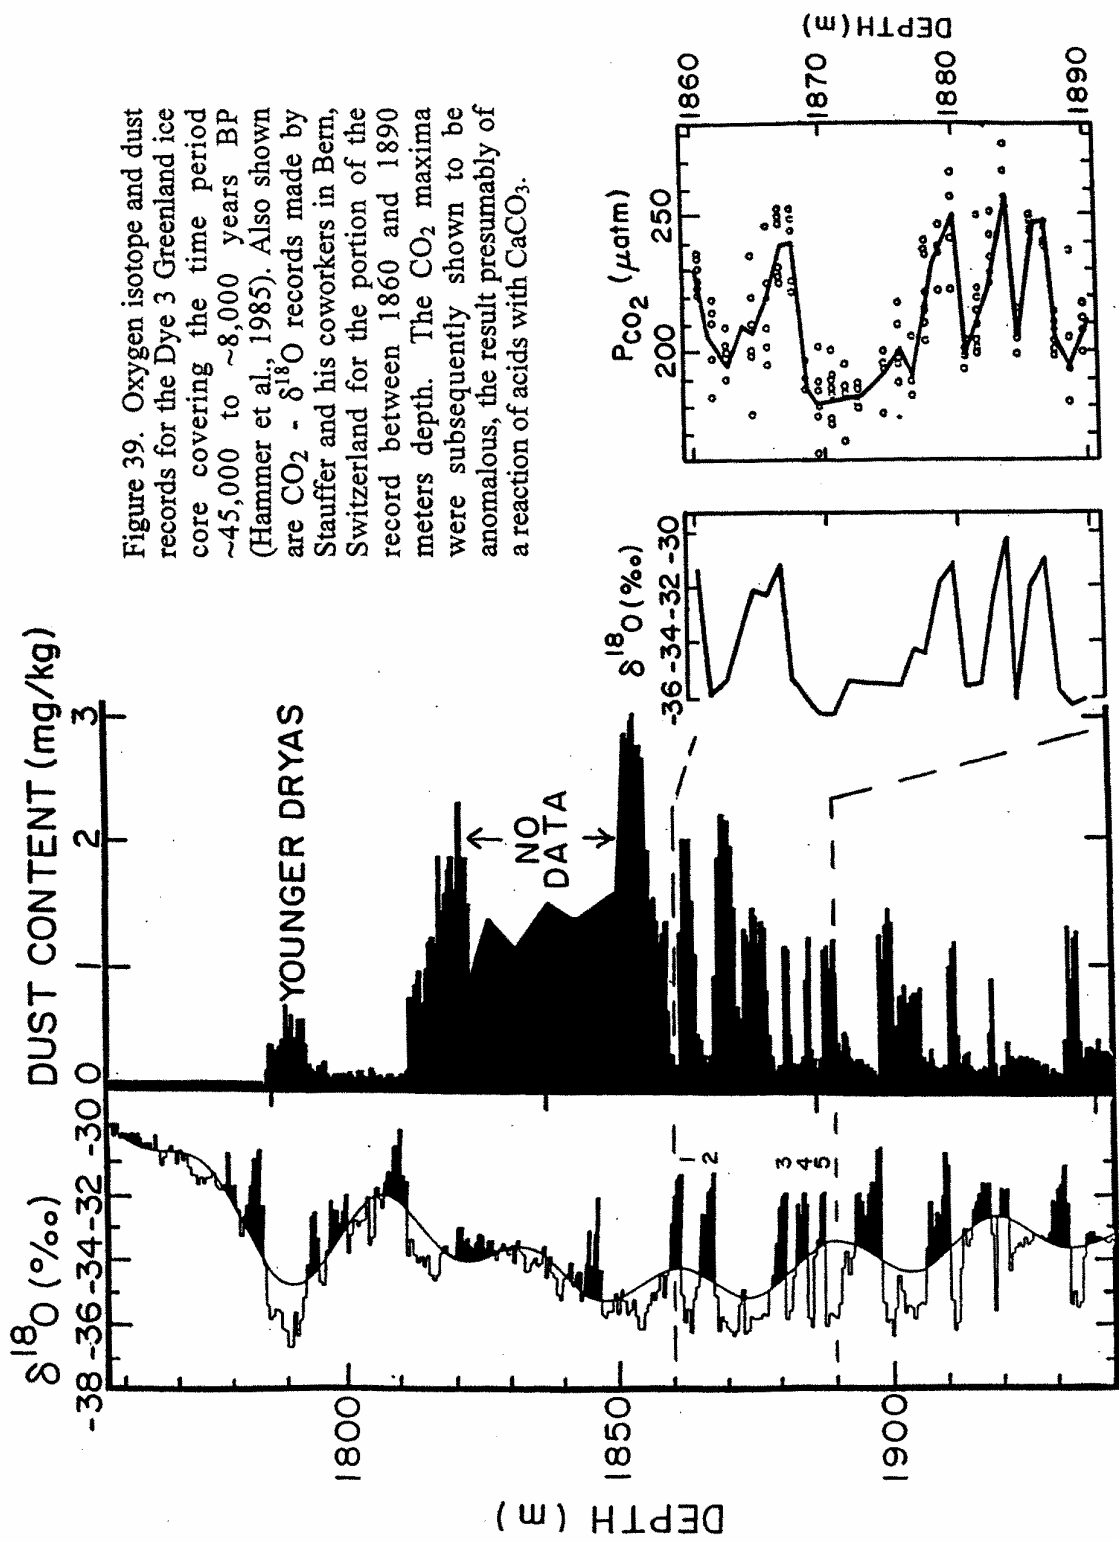 Figure 39. Oxygen isotope and dust
records for the Dye 3 Greenland ice
core covering the time period
~45,000 to ~8,000 years BP
(Hammer et al., 1985). Also shown
are CO₂ - δ¹⁸O records made by
Stauffer and his coworkers in Bern,
Switzerland for the portion of the
record between 1860 and 1890
meters depth. The CO₂ maxima
were subsequently shown to be
anomalous, the result presumably of
a reaction of acids with CaCO₃.
δ¹⁸O (‰)
-38 -36 -34 -32 -30
DUST CONTENT (mg/kg)
0 1 2 3
YOUNGER DRYAS
NO
DATA
1
2
3
4
5
1800
1850
1900
DEPTH (m)
δ¹⁸O (‰)
-36 -34 -32 -30
PCO₂ (μatm)
200 250
1860
1870
1880
1890
DEPTH (m)